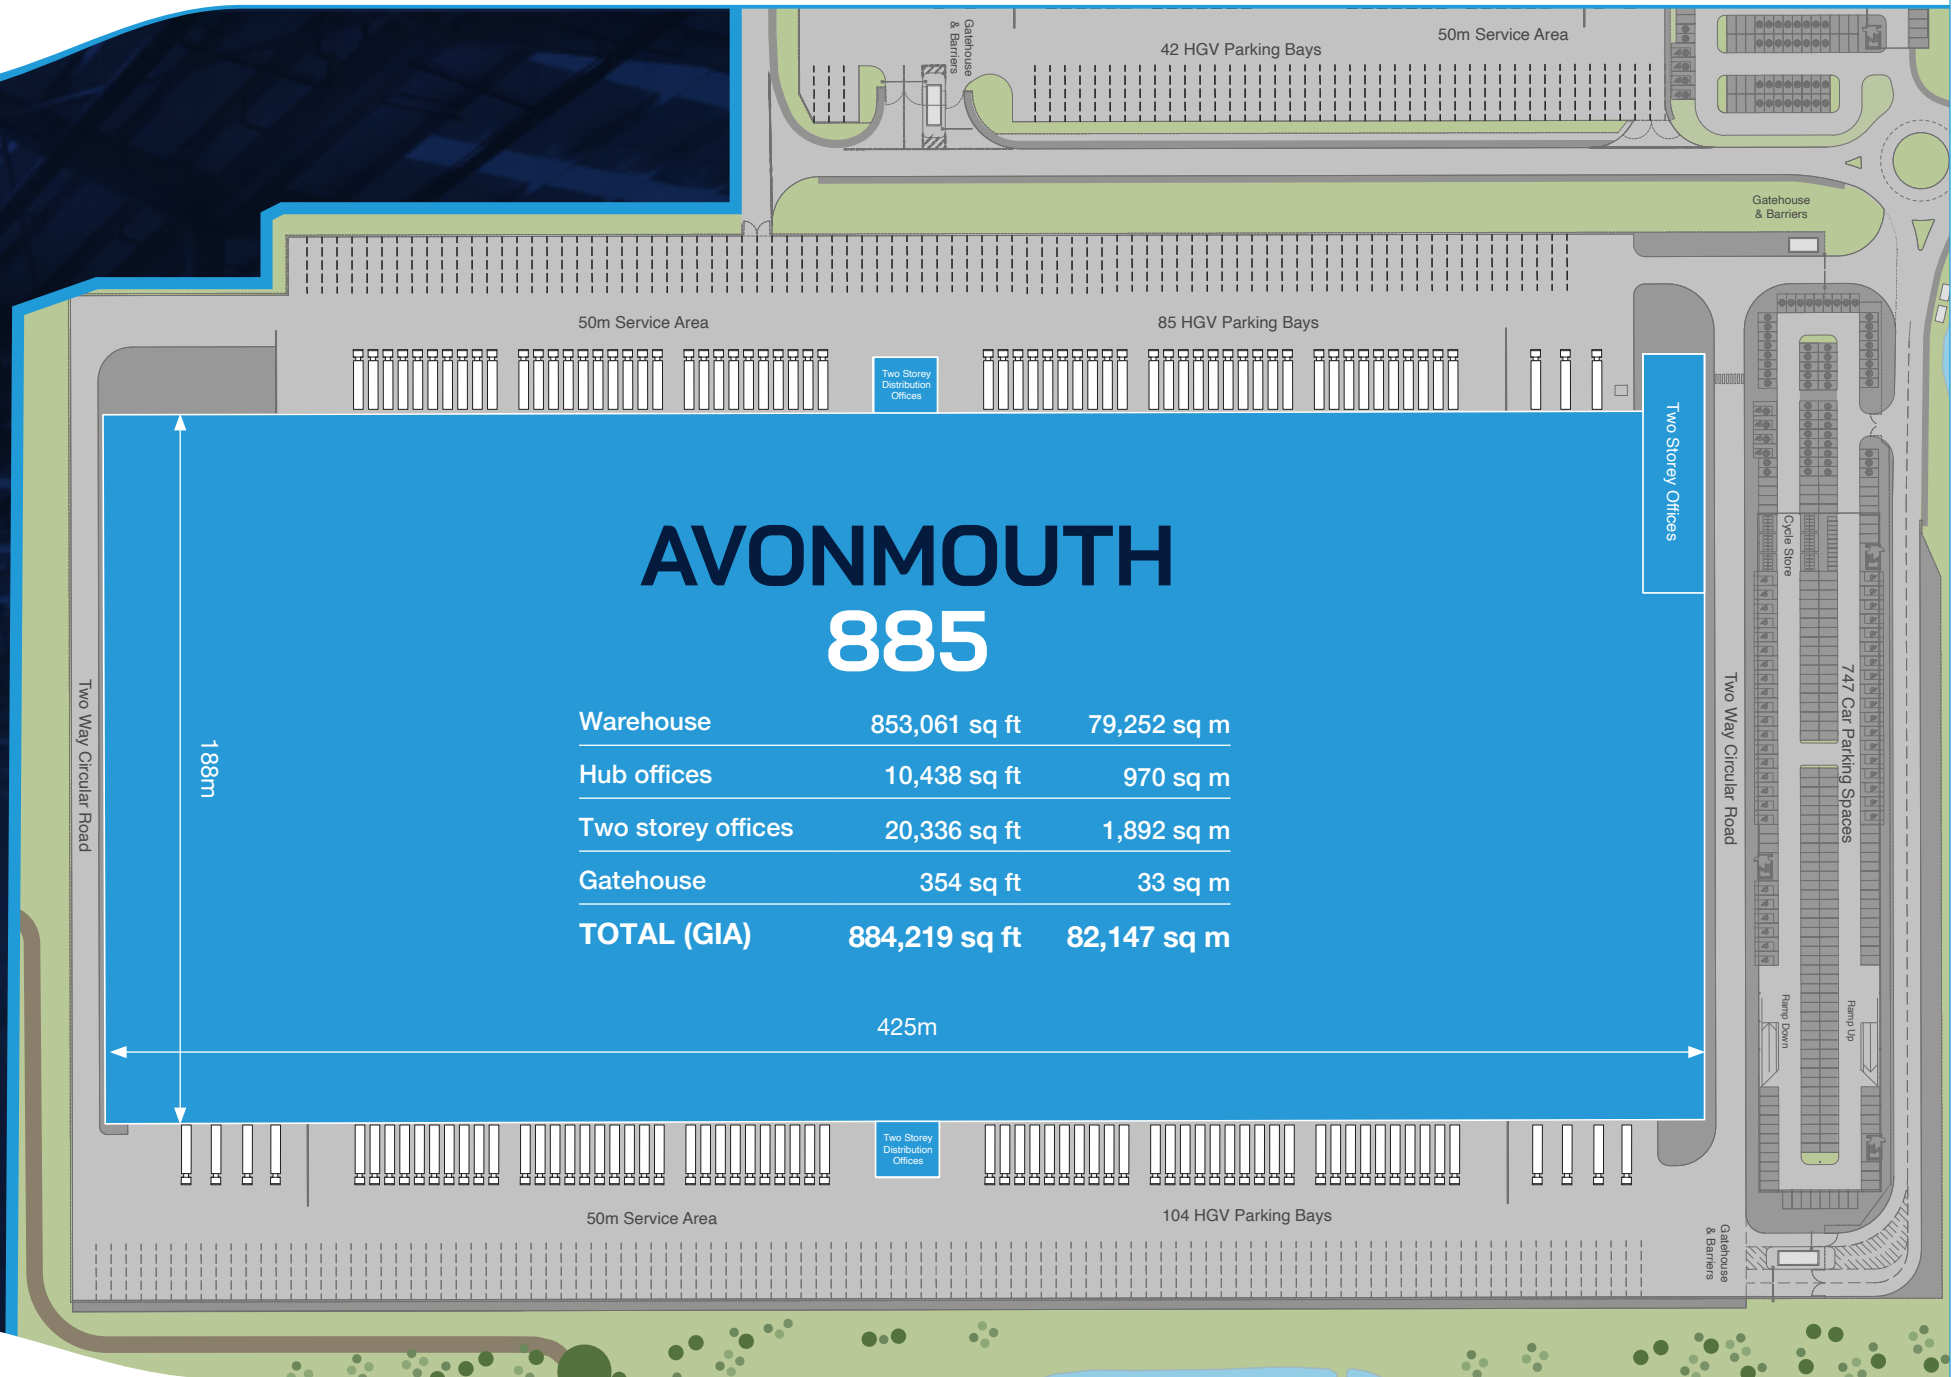 Gatehouse
& Barriers
42 HGV Parking Bays
50m Service Area
Gatehouse
& Barriers
50m Service Area
85 HGV Parking Bays
Two Storey
Distribution
Offices
Two Storey Offices
AVONMOUTH
885
Warehouse 853,061 sq ft 79,252 sq m
Hub offices 10,438 sq ft 970 sq m
Two storey offices 20,336 sq ft 1,892 sq m
Gatehouse 354 sq ft 33 sq m
TOTAL (GIA) 884,219 sq ft 82,147 sq m
188m
425m
Two Way Circular Road
Two Way Circular Road
Cycle Store
747 Car Parking Spaces
Ramp Down
Ramp Up
Two Storey
Distribution
Offices
50m Service Area
104 HGV Parking Bays
Gatehouse
& Barriers